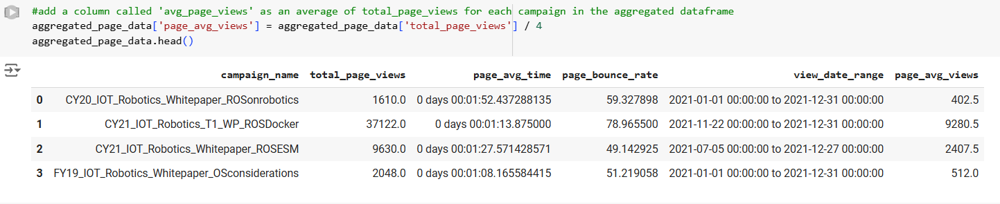 #add a column called 'avg_page_views' as an average of total_page_views for each campaign in the aggregated dataframe
aggregated_page_data['page_avg_views'] = aggregated_page_data['total_page_views'] / 4
aggregated_page_data.head()
campaign_name total_page_views page_avg_time page_bounce_rate view_date_range page_avg_views
0 CY20_IOT_Robotics_Whitepaper_ROSonrobotics 1610.0 0 days 00:01:52.437288135 59.327898 2021-01-01 00:00:00 to 2021-12-31 00:00:00 402.5
1 CY21_IOT_Robotics_T1_WP_ROSDocker 37122.0 0 days 00:01:13.875000 78.965500 2021-11-22 00:00:00 to 2021-12-31 00:00:00 9280.5
2 CY21_IOT_Robotics_Whitepaper_ROSESM 9630.0 0 days 00:01:27.571428571 49.142925 2021-07-05 00:00:00 to 2021-12-27 00:00:00 2407.5
3 FY19_IOT_Robotics_Whitepaper_OSconsiderations 2048.0 0 days 00:01:08.165584415 51.219058 2021-01-01 00:00:00 to 2021-12-31 00:00:00 512.0